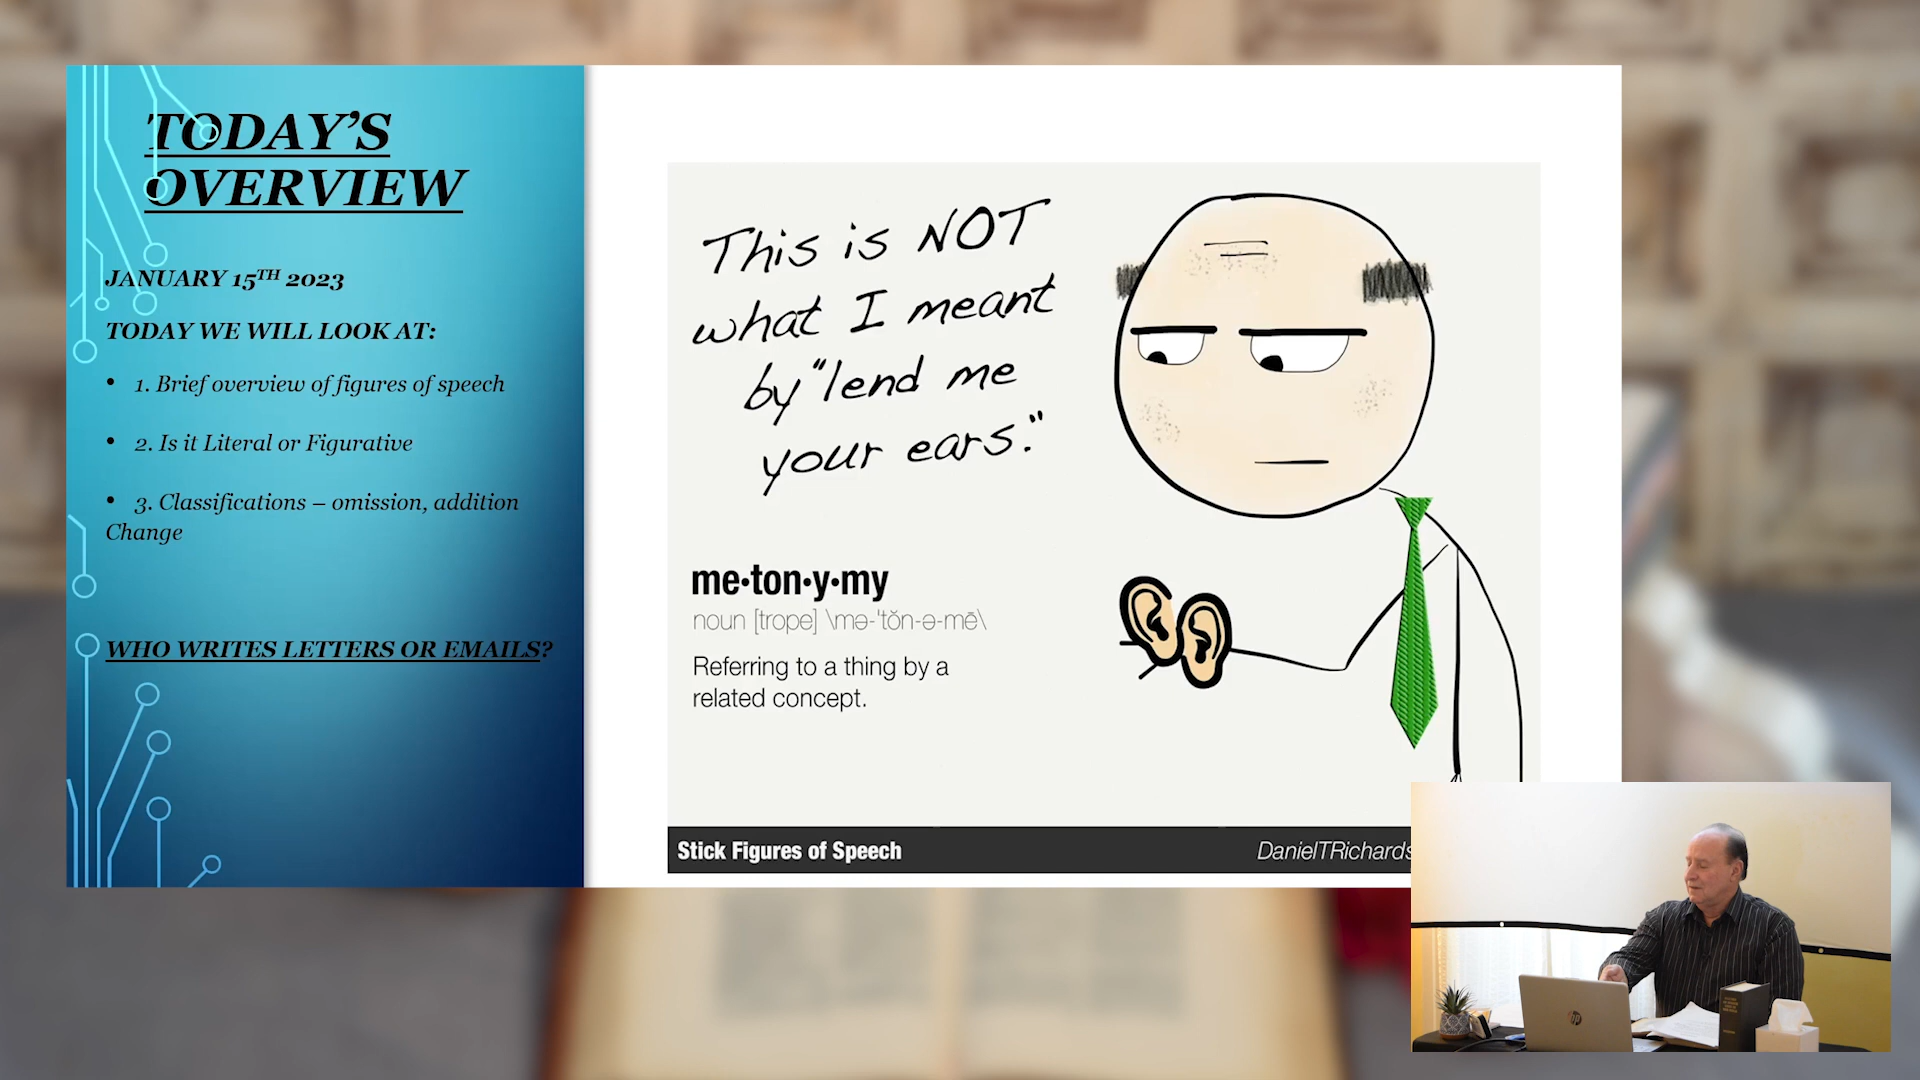 TODAY'S
OVERVIEW
JANUARY 15TH 2023
TODAY WE WILL LOOK AT:
• 1. Brief overview of figures of speech
• 2. Is it Literal or Figurative
• 3. Classifications – omission, addition
Change
WHO WRITES LETTERS OR EMAILS?
This is NOT
what I meant
by "lend me
your ears."
me•ton•y•my
noun [trope] \mə-'tŏn-ə-mē\
Referring to a thing by a
related concept.
Stick Figures of Speech
DanielTRichards
hp